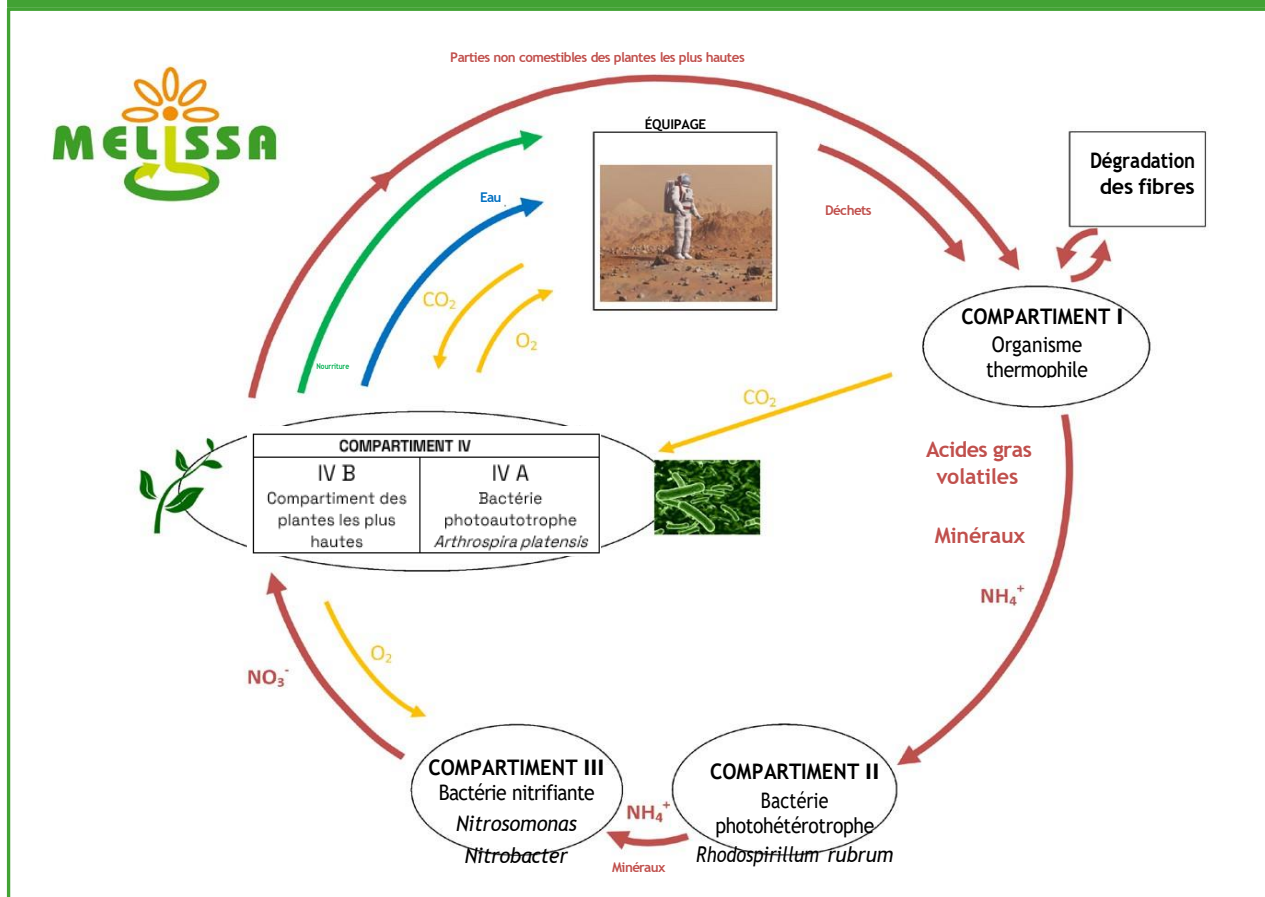 Parties non comestibles des plantes les plus hautes
MELISSA
ÉQUIPAGE
Dégradation
des fibres
Eau
Déchets
CO₂
O₂
Nourriture
COMPARTIMENT I
Organisme
thermophile
CO₂
COMPARTIMENT IV
IV B
Compartiment des
plantes les plus
hautes
IV A
Bactérie
photoautotrophe
Arthrospira platensis
Acides gras
volatiles
Minéraux
NH₄⁺
O₂
NO₃⁻
COMPARTIMENT III
Bactérie nitrifiante
Nitrosomonas
Nitrobacter
NH₄⁺
Minéraux
COMPARTIMENT II
Bactérie
photohétérotrophe
Rhodospirillum rubrum